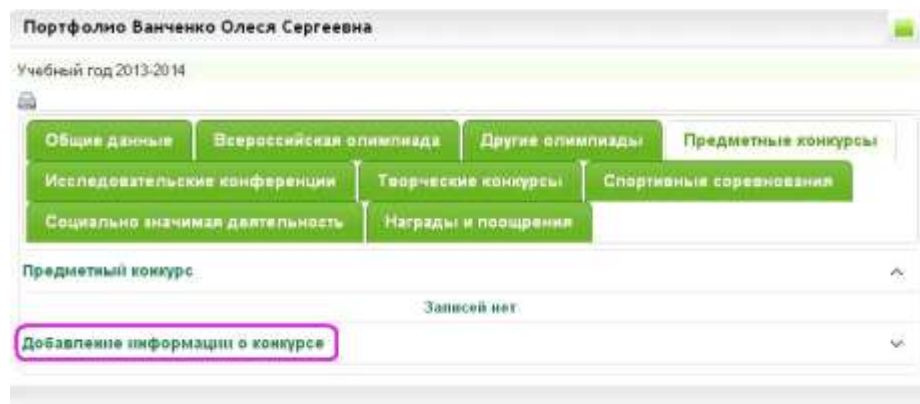 Портфолио Ванченко Олеся Сергеевна
Учебный год 2013-2014
Общие данные Всероссийская олимпиада Другие олимпиады Предметные конкурсы
Исследовательские конференции Творческие конкурсы Спортивные соревнования
Социально значимая деятельность Награды и поощрения
Предметный конкурс
Записей нет
Добавление информации о конкурсе